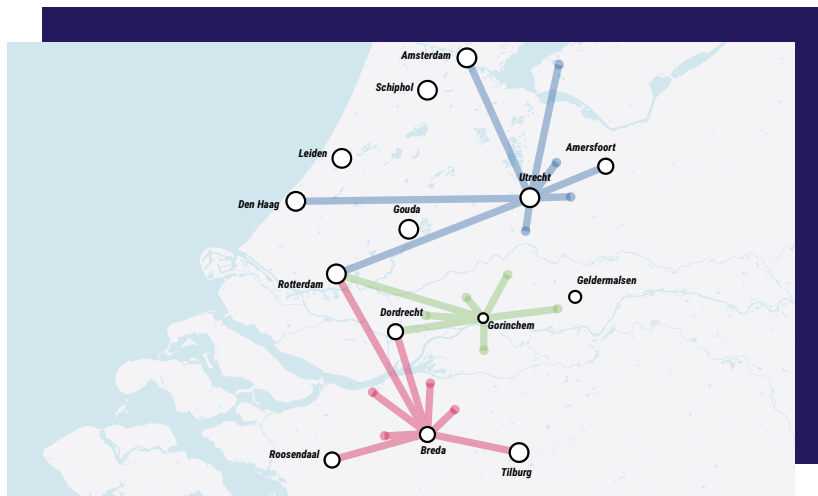 Amsterdam
Schiphol
Amersfoort
Leiden
Utrecht
Den Haag
Gouda
Rotterdam
Geldermalsen
Dordrecht
Gorinchem
Roosendaal
Breda
Tilburg